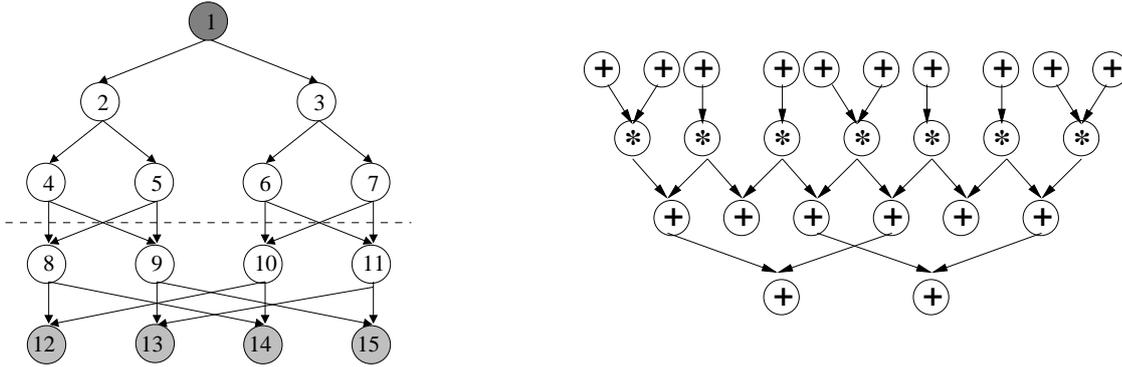 1
2 3
4 5 6 7
8 9 10 11
12 13 14 15
+ + + + + + + + + +
* * * * * * *
+ + + + + +
+ +